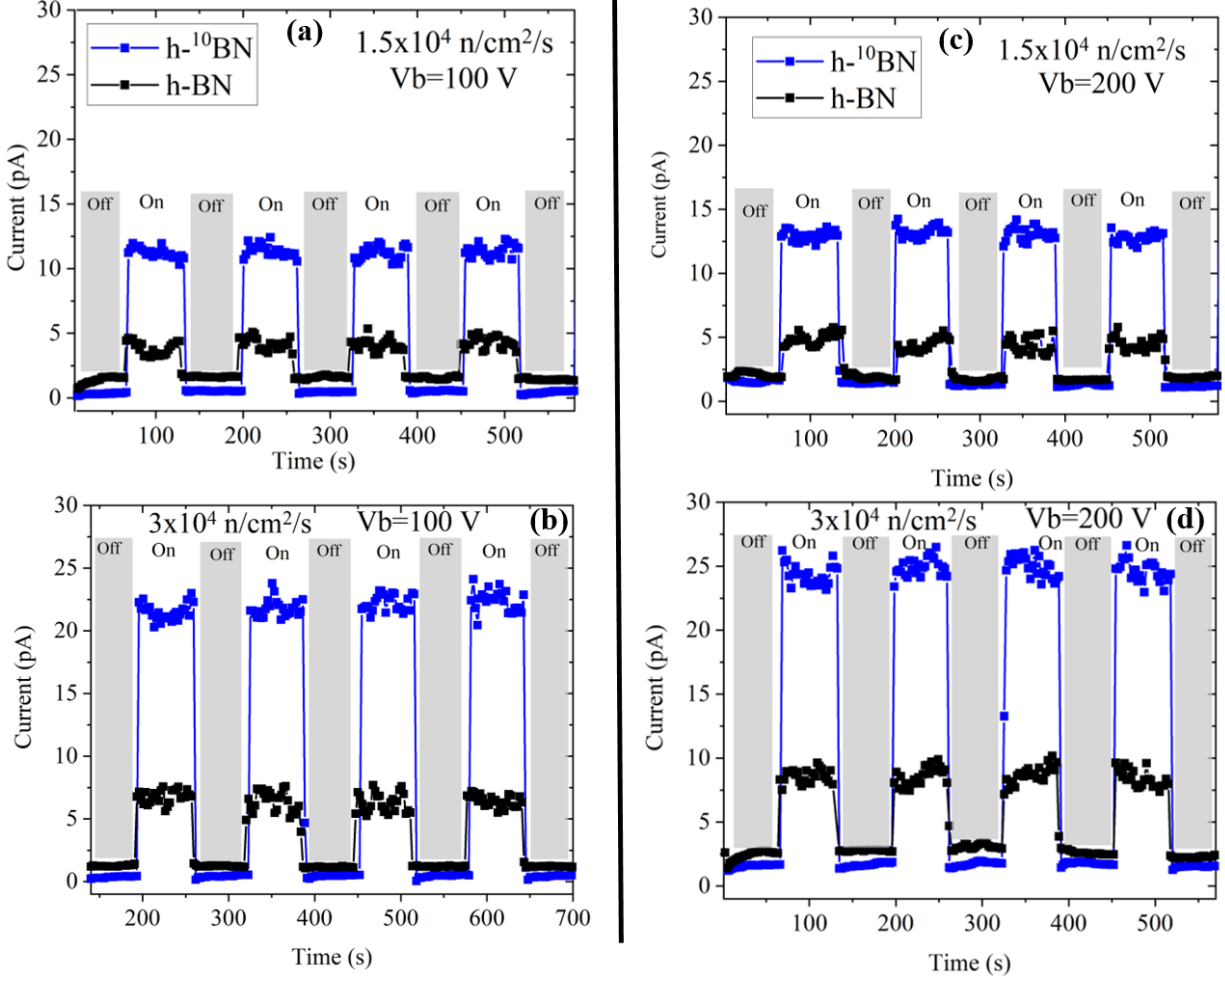 (a)
1.5x10⁴ n/cm²/s
Vb=100 V
h-¹⁰BN
h-BN
Current (pA)
30
25
20
15
10
5
0
Off
On
Off
On
Off
On
Off
On
Off
100
200
300
400
500
Time (s)
(c)
1.5x10⁴ n/cm²/s
Vb=200 V
h-¹⁰BN
h-BN
Current (pA)
30
25
20
15
10
5
0
Off
On
Off
On
Off
On
Off
On
Off
100
200
300
400
500
Time (s)
3x10⁴ n/cm²/s Vb=100 V (b)
Current (pA)
30
25
20
15
10
5
0
Off
On
Off
On
Off
On
Off
On
Off
200
300
400
500
600
700
Time (s)
3x10⁴ n/cm²/s Vb=200 V (d)
Current (pA)
30
25
20
15
10
5
0
Off
On
Off
On
Off
On
Off
On
Off
100
200
300
400
500
Time (s)